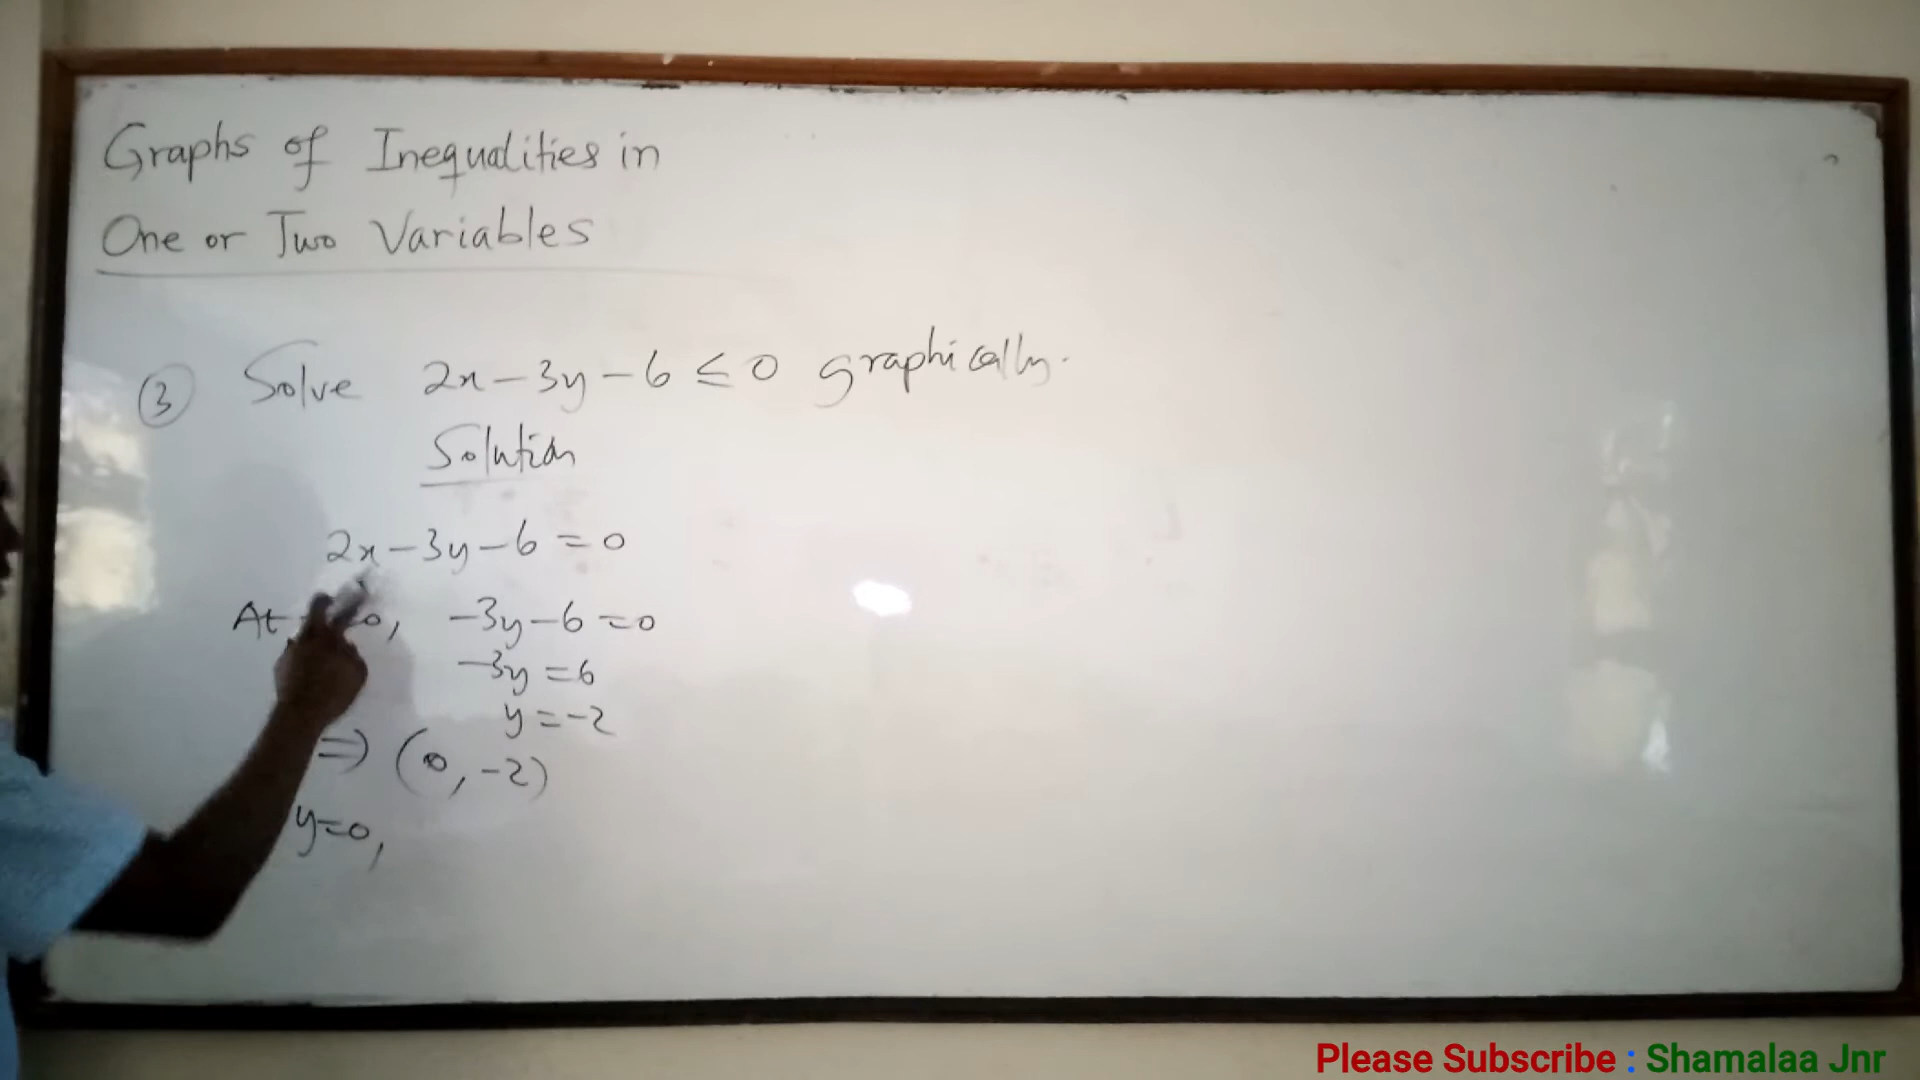 Graphs of Inequalities in
One or Two Variables
③ Solve 2x - 3y - 6 ≤ 0 graphically.
Solution
2x - 3y - 6 = 0
At =0, -3y - 6 = 0
-3y = 6
y = -2
⇒ (0, -2)
y=0,
Please Subscribe : Shamalaa Jnr